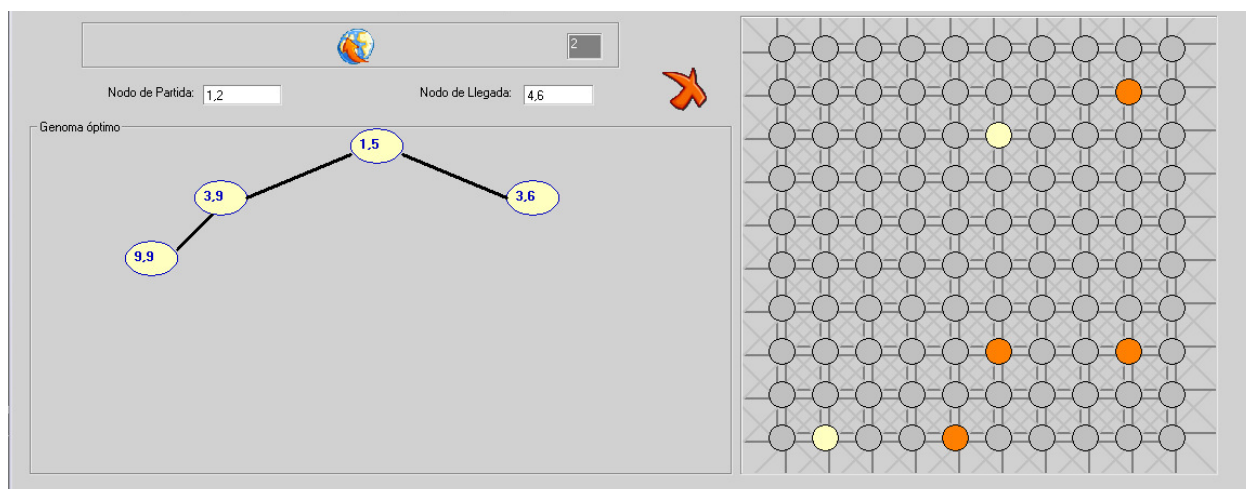 2
Nodo de Partida: 1,2
Nodo de Llegada: 4,6
Genoma óptimo
1,5
3,9
3,6
9,9